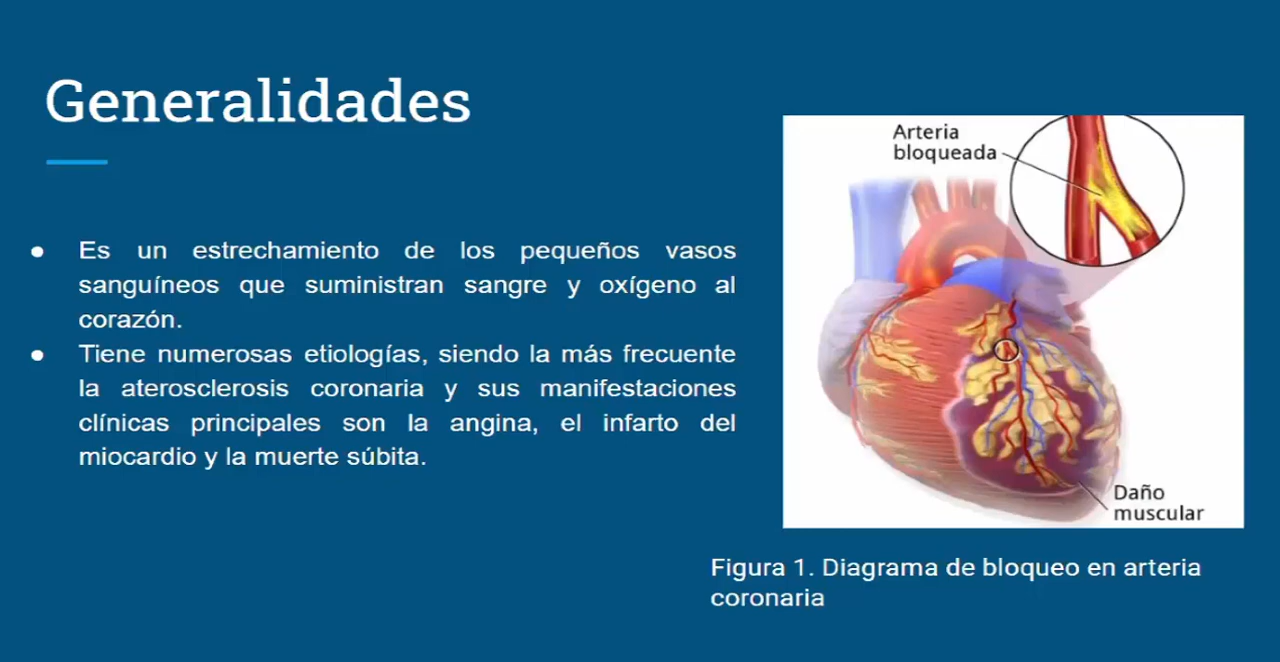 Generalidades
● Es un estrechamiento de los pequeños vasos
sanguíneos que suministran sangre y oxígeno al
corazón.
● Tiene numerosas etiologías, siendo la más frecuente
la aterosclerosis coronaria y sus manifestaciones
clínicas principales son la angina, el infarto del
miocardio y la muerte súbita.
Arteria
bloqueada
Daño
muscular
Figura 1. Diagrama de bloqueo en arteria
coronaria